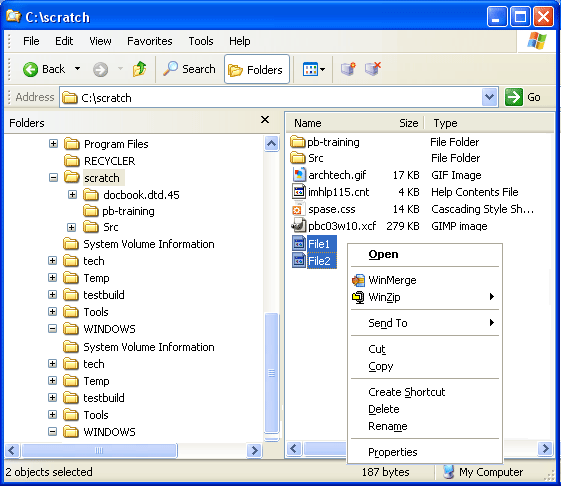 C:\scratch
File Edit View Favorites Tools Help
Back Search Folders
Address C:\scratch Go
Folders
Program Files
RECYCLER
scratch
docbook.dtd.45
pb-training
Src
System Volume Information
tech
Temp
testbuild
Tools
WINDOWS
System Volume Information
tech
Temp
testbuild
Tools
WINDOWS
Name Size Type
pb-training File Folder
Src File Folder
archtech.gif 17 KB GIF Image
imhlp115.cnt 4 KB Help Contents File
spase.css 14 KB Cascading Style Sh...
pbc03w10.xcf 279 KB GIMP image
File1
File2
Open
WinMerge
WinZip
Send To
Cut
Copy
Create Shortcut
Delete
Rename
Properties
2 objects selected 187 bytes My Computer